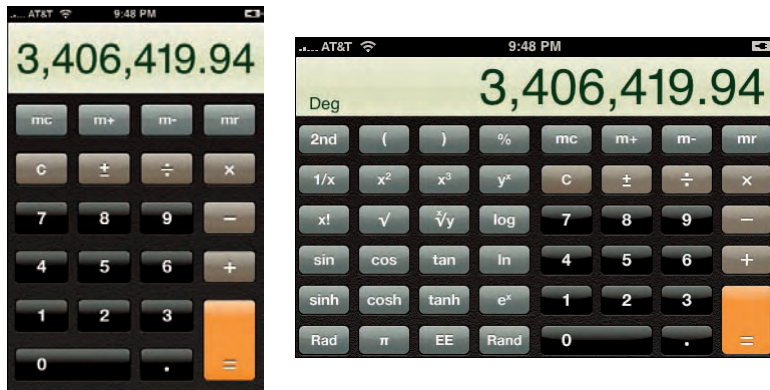 AT&T 9:48 PM
3,406,419.94
mc m+ m- mr
C ± ÷ ×
7 8 9 −
4 5 6 +
1 2 3
0 . =
AT&T 9:48 PM
3,406,419.94
Deg
2nd ( ) % mc m+ m- mr
1/x x² x³ yˣ C ± ÷ ×
x! √ ˣ√y log 7 8 9 −
sin cos tan ln 4 5 6 +
sinh cosh tanh eˣ 1 2 3
Rad π EE Rand 0 . =